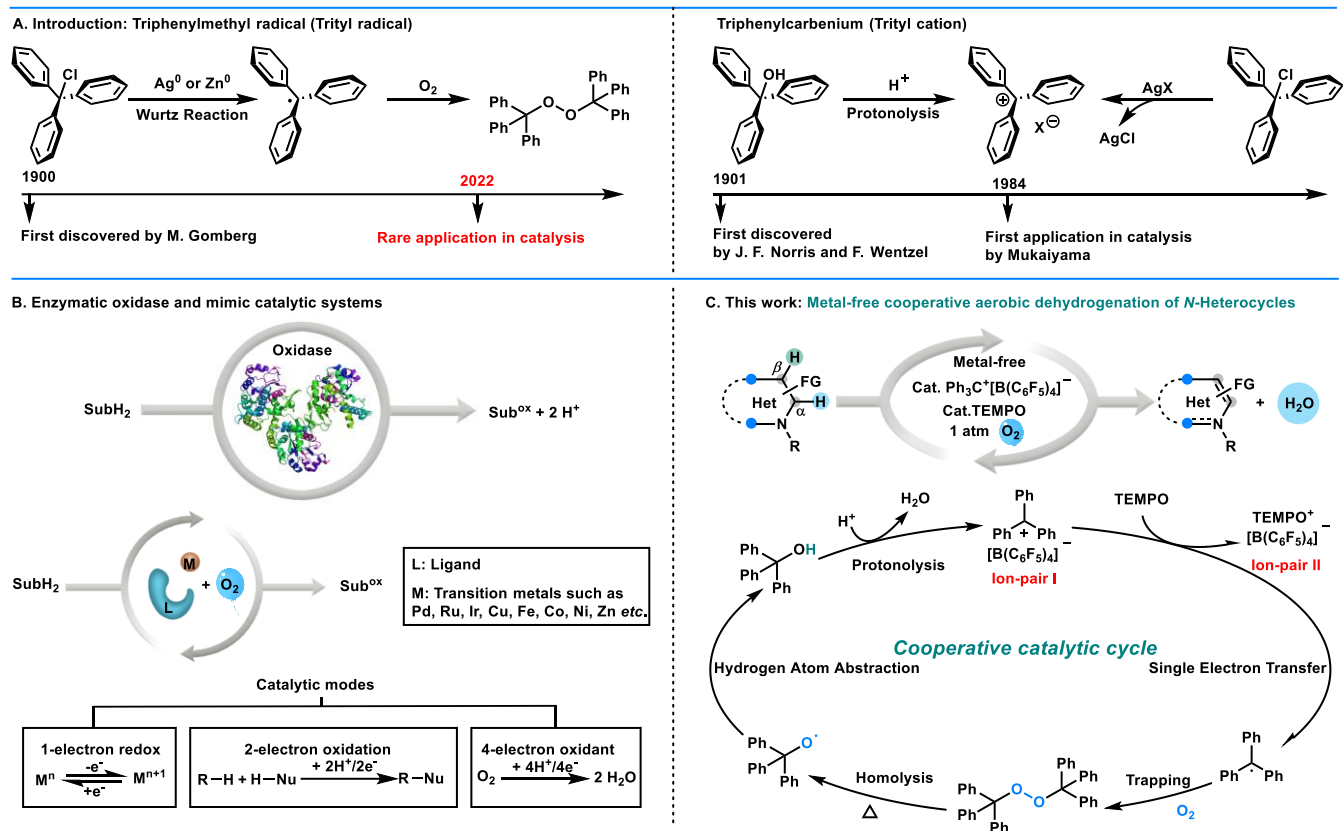 A. Introduction: Triphenylmethyl radical (Trityl radical)
Cl
Ag⁰ or Zn⁰
Wurtz Reaction
O₂
Ph Ph
Ph O O Ph
Ph Ph
1900
2022
First discovered by M. Gomberg
Rare application in catalysis
Triphenylcarbenium (Trityl cation)
OH
H⁺
Protonolysis
⊕
X⊖
AgX
AgCl
Cl
1901
1984
First discovered
by J. F. Norris and F. Wentzel
First application in catalysis
by Mukaiyama
B. Enzymatic oxidase and mimic catalytic systems
Oxidase
SubH₂
Sub^ox + 2 H⁺
SubH₂
M
L
+ O₂
Sub^ox
L: Ligand
M: Transition metals such as
Pd, Ru, Ir, Cu, Fe, Co, Ni, Zn etc.
Catalytic modes
1-electron redox
Mⁿ -e⁻ Mⁿ⁺¹
+e⁻
2-electron oxidation
+ 2H⁺/2e⁻
R–H + H–Nu R–Nu
4-electron oxidant
+ 4H⁺/4e⁻
O₂ 2 H₂O
C. This work: Metal-free cooperative aerobic dehydrogenation of N-Heterocycles
H
β
FG
Het
H
α
N
R
Metal-free
Cat. Ph₃C⁺[B(C₆F₅)₄]⁻
Cat.TEMPO
1 atm O₂
FG
Het
N
R
+ H₂O
H⁺
H₂O
Protonolysis
Ph
Ph + Ph
[B(C₆F₅)₄]⁻
Ion-pair I
TEMPO
TEMPO⁺
[B(C₆F₅)₄]⁻
Ion-pair II
Ph OH
Ph Ph
Cooperative catalytic cycle
Hydrogen Atom Abstraction
Single Electron Transfer
Ph O·
Ph Ph
Homolysis
△
Ph Ph
Ph O O Ph
Ph Ph
Trapping
O₂
Ph Ph
Ph